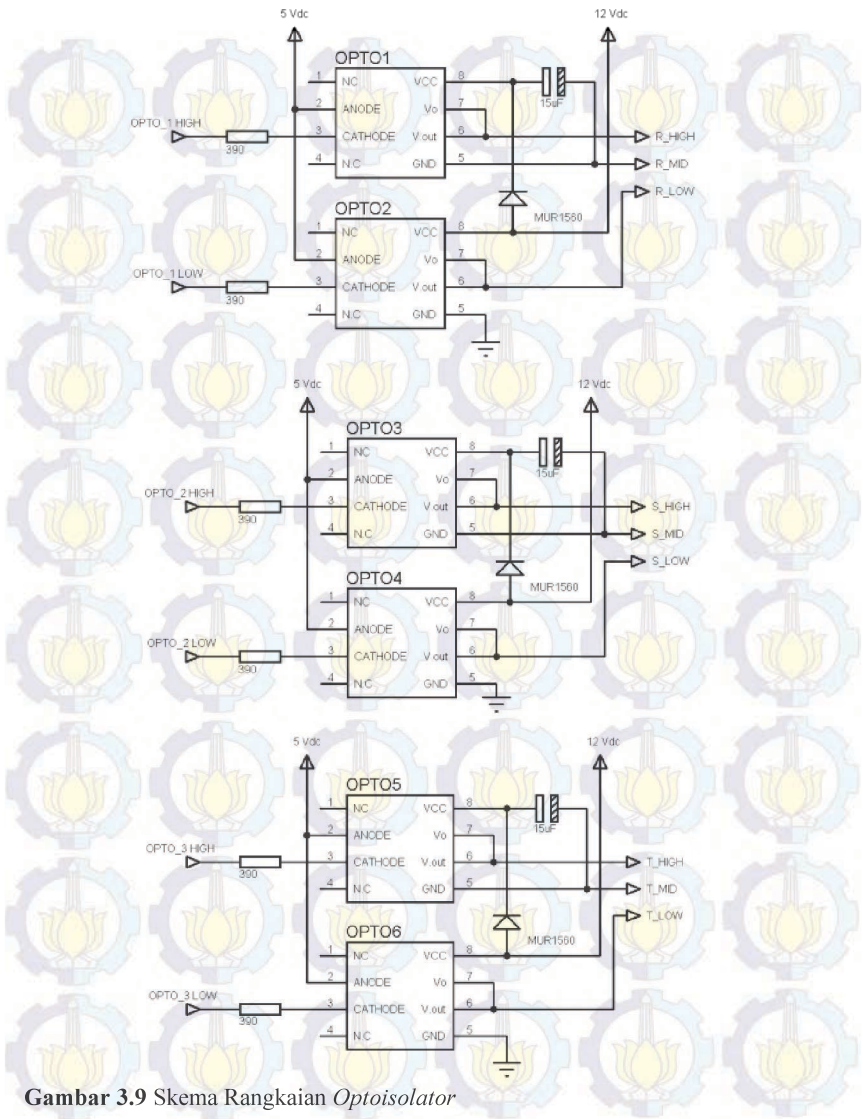 5 Vdc
12 Vdc
OPTO1
1 NC VCC 8
2 ANODE Vo 7
OPTO_1 HIGH
390
3 CATHODE V.out 6
R_HIGH
4 N.C GND 5
R_MID
15uF
R_LOW
OPTO2
MUR1560
1 NC VCC 8
2 ANODE Vo 7
OPTO_1 LOW
390
3 CATHODE V.out 6
4 N.C GND 5
5 Vdc
12 Vdc
OPTO3
1 NC VCC 8
15uF
2 ANODE Vo 7
OPTO_2 HIGH
390
3 CATHODE V.out 6
S_HIGH
4 N.C GND 5
S_MID
S_LOW
OPTO4
MUR1560
1 NC VCC 8
2 ANODE Vo 7
OPTO_2 LOW
390
3 CATHODE V.out 6
4 N.C GND 5
5 Vdc
12 Vdc
OPTO5
1 NC VCC 8
15uF
2 ANODE Vo 7
OPTO_3 HIGH
390
3 CATHODE V.out 6
T_HIGH
4 N.C GND 5
T_MID
T_LOW
OPTO6
MUR1560
1 NC VCC 8
2 ANODE Vo 7
OPTO_3 LOW
390
3 CATHODE V.out 6
4 N.C GND 5
Gambar 3.9 Skema Rangkaian Optoisolator